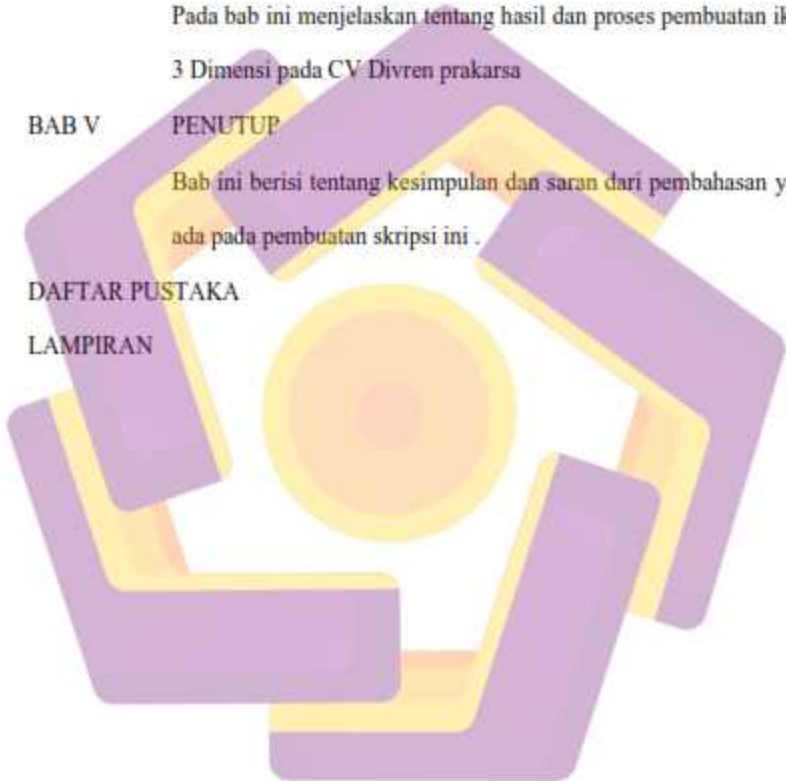 Pada bab ini menjelaskan tentang hasil dan proses pembuatan
3 Dimensi pada CV Divren prakarsa
BAB V PENUTUP
Bab ini berisi tentang kesimpulan dan saran dari pembahasan
ada pada pembuatan skripsi ini .
DAFTAR PUSTAKA
LAMPIRAN